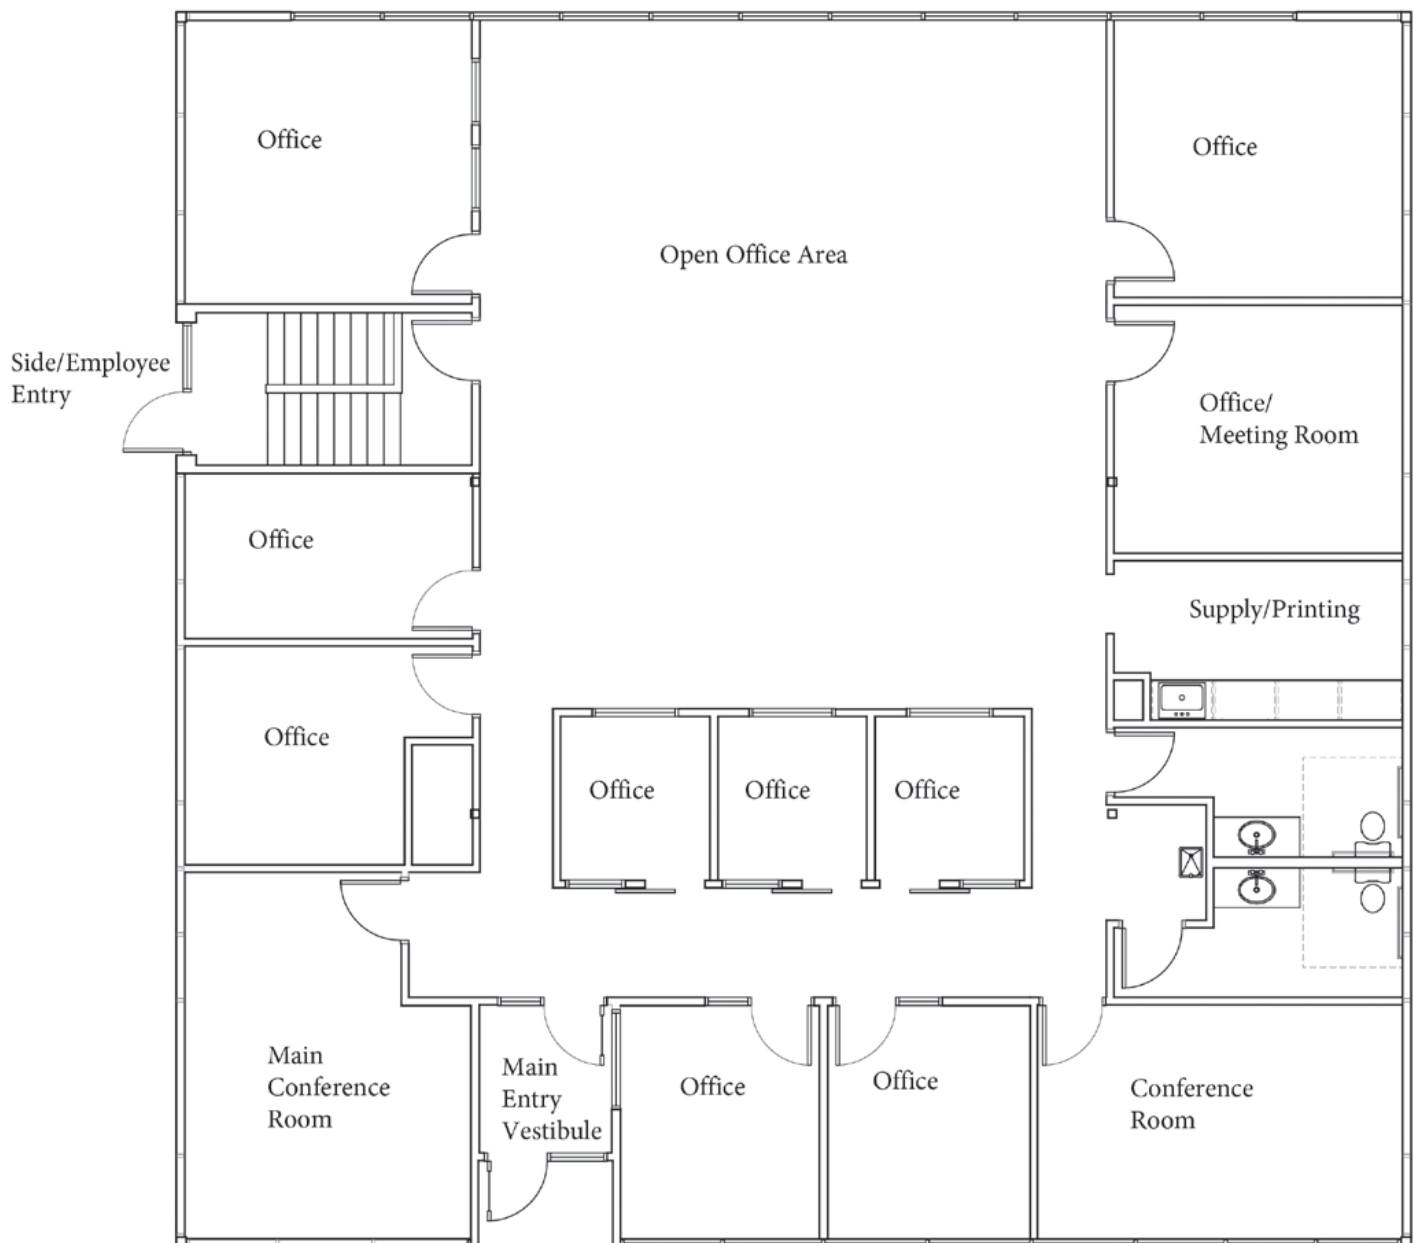 Office
Office
Open Office Area
Side/Employee
Entry
Office/
Meeting Room
Office
Supply/Printing
Office
Office
Office
Office
Main
Conference
Room
Main
Entry
Vestibule
Office
Office
Conference
Room